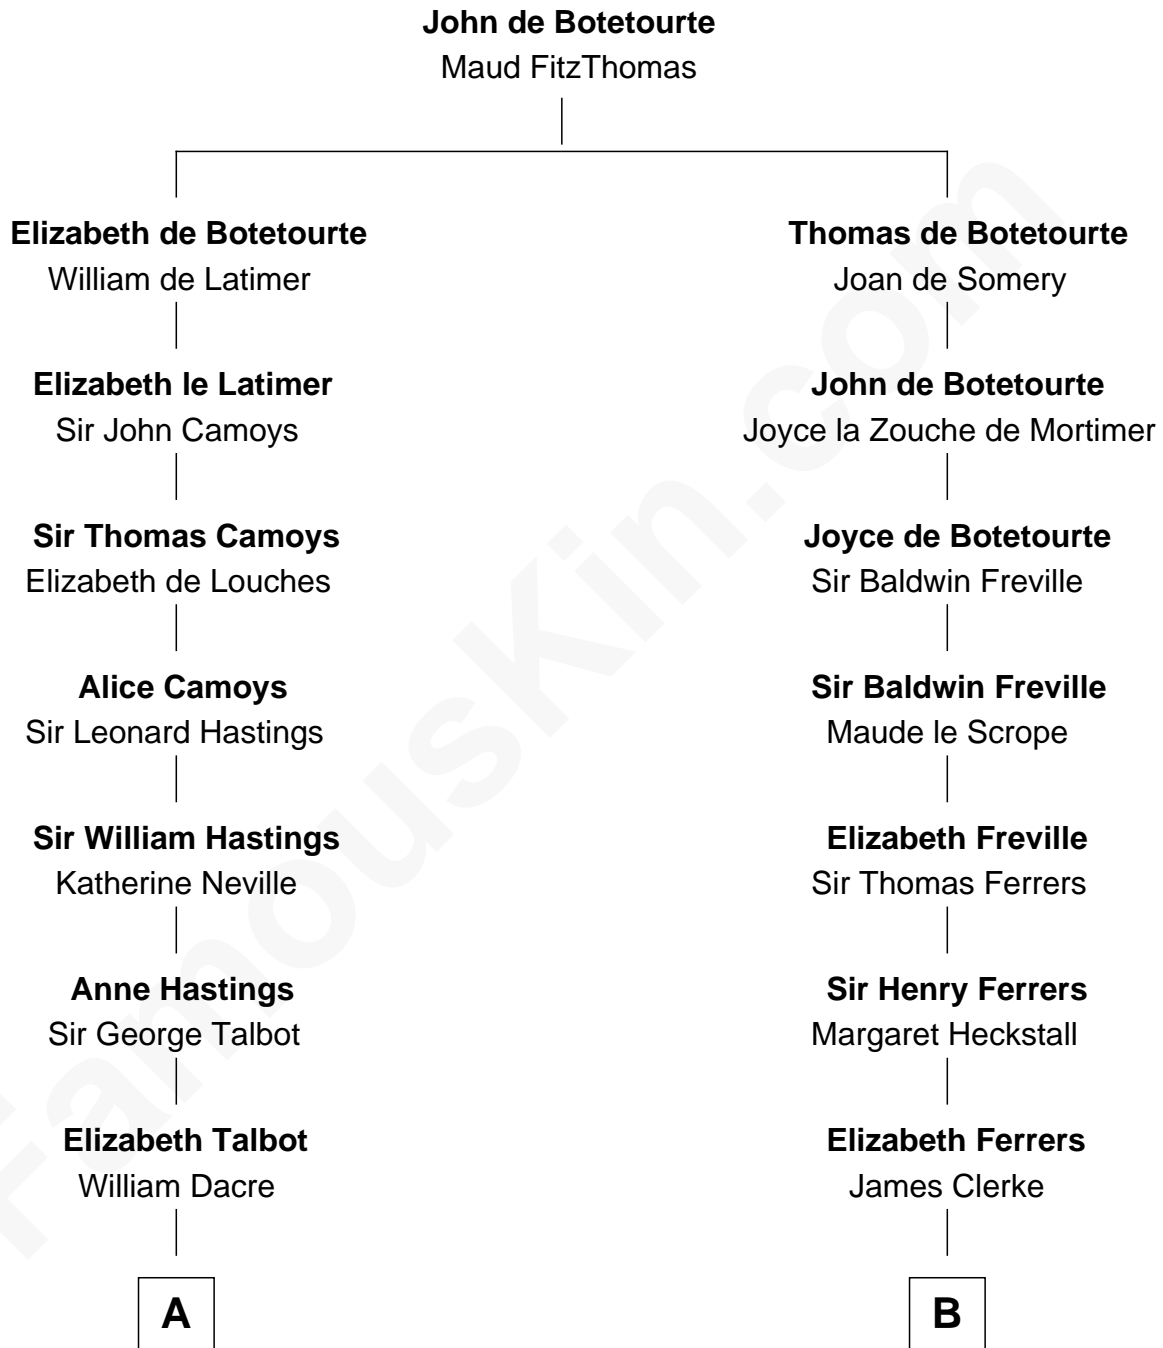 John de Botetourte
Maud FitzThomas
Elizabeth de Botetourte
William de Latimer
Thomas de Botetourte
Joan de Somery
Elizabeth le Latimer
Sir John Camoys
John de Botetourte
Joyce la Zouche de Mortimer
Sir Thomas Camoys
Elizabeth de Louches
Joyce de Botetourte
Sir Baldwin Freville
Alice Camoys
Sir Leonard Hastings
Sir Baldwin Freville
Maude le Scrope
Sir William Hastings
Katherine Neville
Elizabeth Freville
Sir Thomas Ferrers
Anne Hastings
Sir George Talbot
Sir Henry Ferrers
Margaret Heckstall
Elizabeth Talbot
William Dacre
Elizabeth Ferrers
James Clerke
A
B
FamousKin.com